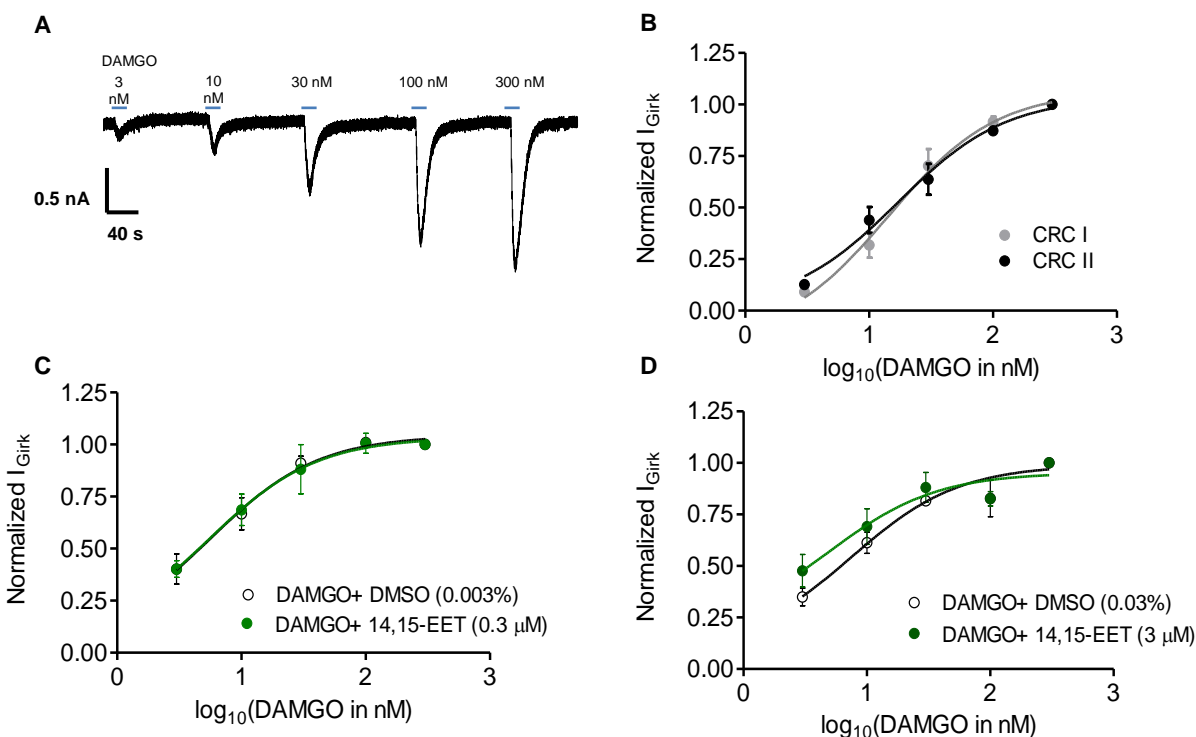 A
DAMGO
3 nM
10 nM
30 nM
100 nM
300 nM
0.5 nA
40 s
B
Normalized I_Girk
1.25
1.00
0.75
0.50
0.25
0.00
0
1
2
3
CRC I
CRC II
log10(DAMGO in nM)
C
Normalized I_Girk
1.25
1.00
0.75
0.50
0.25
0.00
0
1
2
3
DAMGO+ DMSO (0.003%)
DAMGO+ 14,15-EET (0.3 μM)
log10(DAMGO in nM)
D
Normalized I_Girk
1.25
1.00
0.75
0.50
0.25
0.00
0
1
2
3
DAMGO+ DMSO (0.03%)
DAMGO+ 14,15-EET (3 μM)
log10(DAMGO in nM)